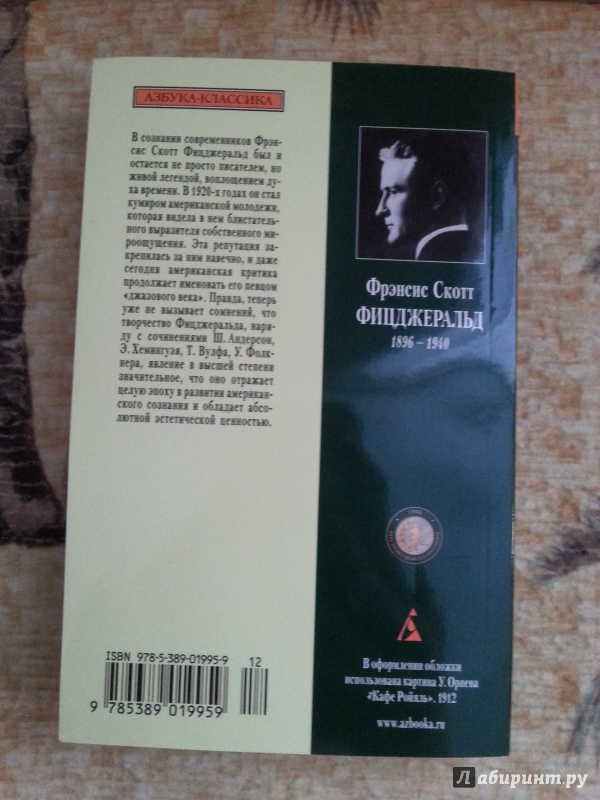 АЗБУКА-КЛАССИКА
В сознании современников Фрэн-
сис Скотт Фицджеральд был и
остается не просто писателем, но
живой легендой, воплощением ду-
ха времени. В 1920-х годах он стал
кумиром американской молодежи,
которая видела в нем блистатель-
ного выразителя собственного ми-
роощущения. Эта репутация за-
крепилась за ним навечно, и даже
сегодня американская критика
продолжает именовать его певцом
«джазового века». Правда, теперь
уже не вызывает сомнений, что
творчество Фицджеральда, наря-
ду с сочинениями Ш. Андерсон,
Э. Хемингуэя, Т. Вулфа, У. Фолк-
нера, явление в высшей степени
значительное, что оно отражает
целую эпоху в развитии американ-
ского сознания и обладает абсо-
лютной эстетической ценностью.
ISBN 978-5-389-01995-9 12
9 785389 019959
Фрэнсис Скотт
ФИЦДЖЕРАЛЬД
1896 – 1940
В оформлении обложки
использована картина У. Орпена
«Кафе Ройяль». 1912
www.azbooka.ru
Лабиринт.ру